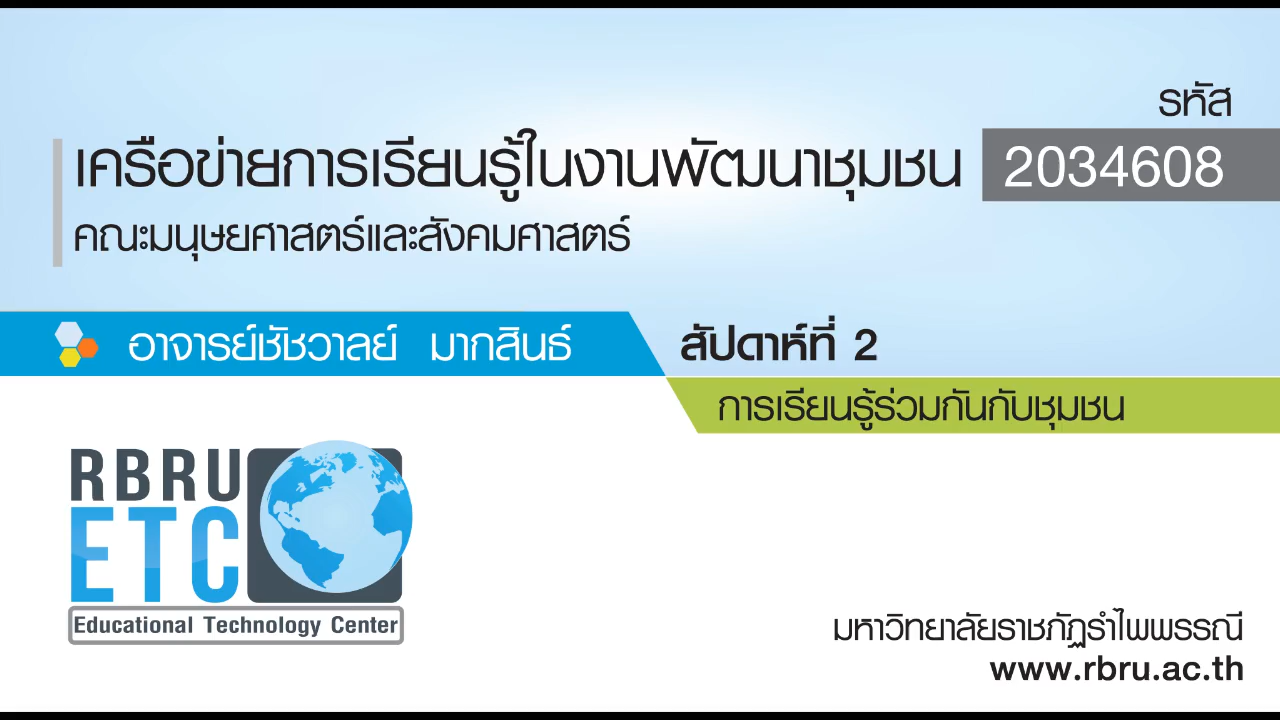 รหัส
เครือข่ายการเรียนรู้ในงานพัฒนาชุมชน 2034608
คณะมนุษยศาสตร์และสังคมศาสตร์
อาจารย์ชัชวาลย์ มากสินธ์ สัปดาห์ที่ 2
การเรียนรู้ร่วมกันกับชุมชน
RBRU
ETC
Educational Technology Center
มหาวิทยาลัยราชภัฏรำไพพรรณี
www.rbru.ac.th